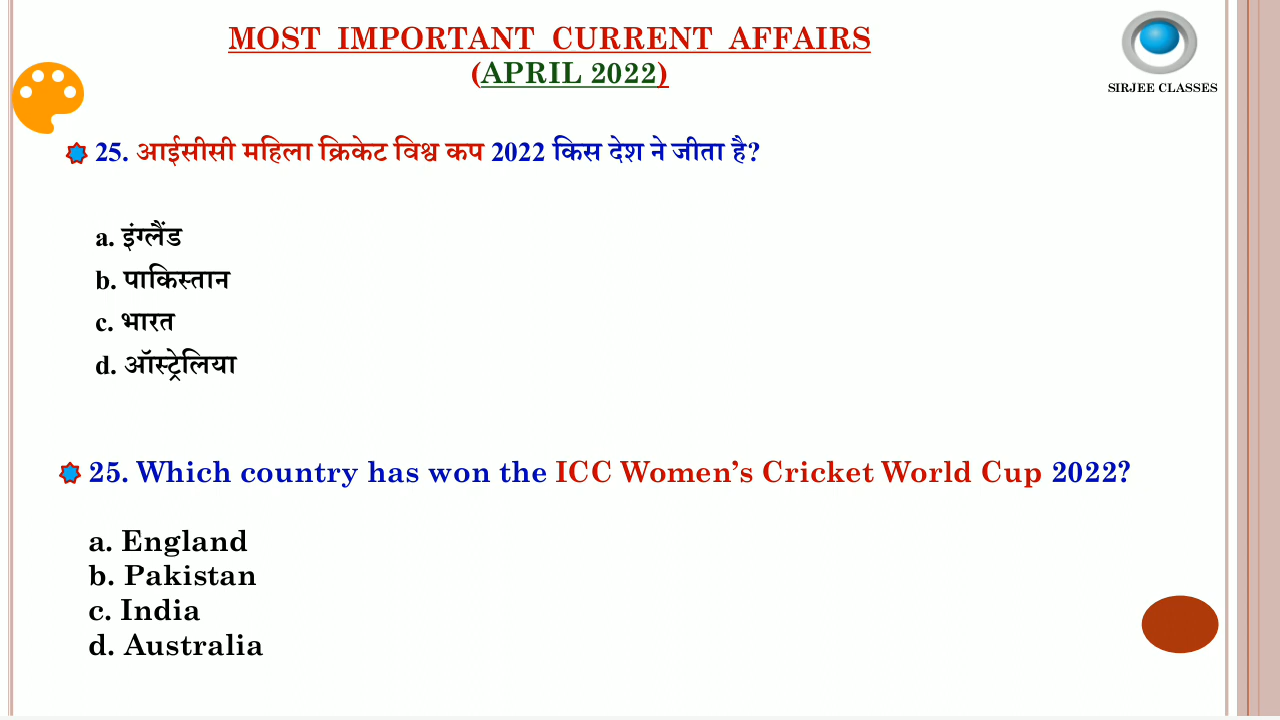 MOST IMPORTANT CURRENT AFFAIRS
(APRIL 2022)
SIRJEE CLASSES
25. आईसीसी महिला क्रिकेट विश्व कप 2022 किस देश ने जीता है?
a. इंग्लैंड
b. पाकिस्तान
c. भारत
d. ऑस्ट्रेलिया
25. Which country has won the ICC Women’s Cricket World Cup 2022?
a. England
b. Pakistan
c. India
d. Australia